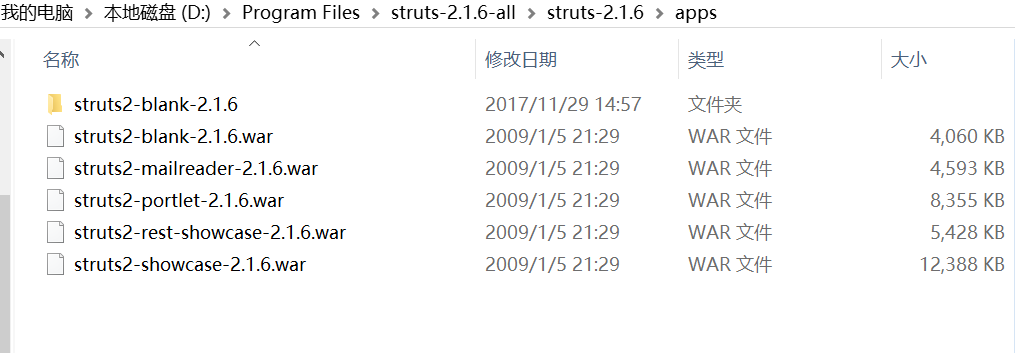 我的电脑 > 本地磁盘 (D:) > Program Files > struts-2.1.6-all > struts-2.1.6 > apps
名称 修改日期 类型 大小
struts2-blank-2.1.6 2017/11/29 14:57 文件夹
struts2-blank-2.1.6.war 2009/1/5 21:29 WAR 文件 4,060 KB
struts2-mailreader-2.1.6.war 2009/1/5 21:29 WAR 文件 4,593 KB
struts2-portlet-2.1.6.war 2009/1/5 21:29 WAR 文件 8,355 KB
struts2-rest-showcase-2.1.6.war 2009/1/5 21:29 WAR 文件 5,428 KB
struts2-showcase-2.1.6.war 2009/1/5 21:29 WAR 文件 12,388 KB